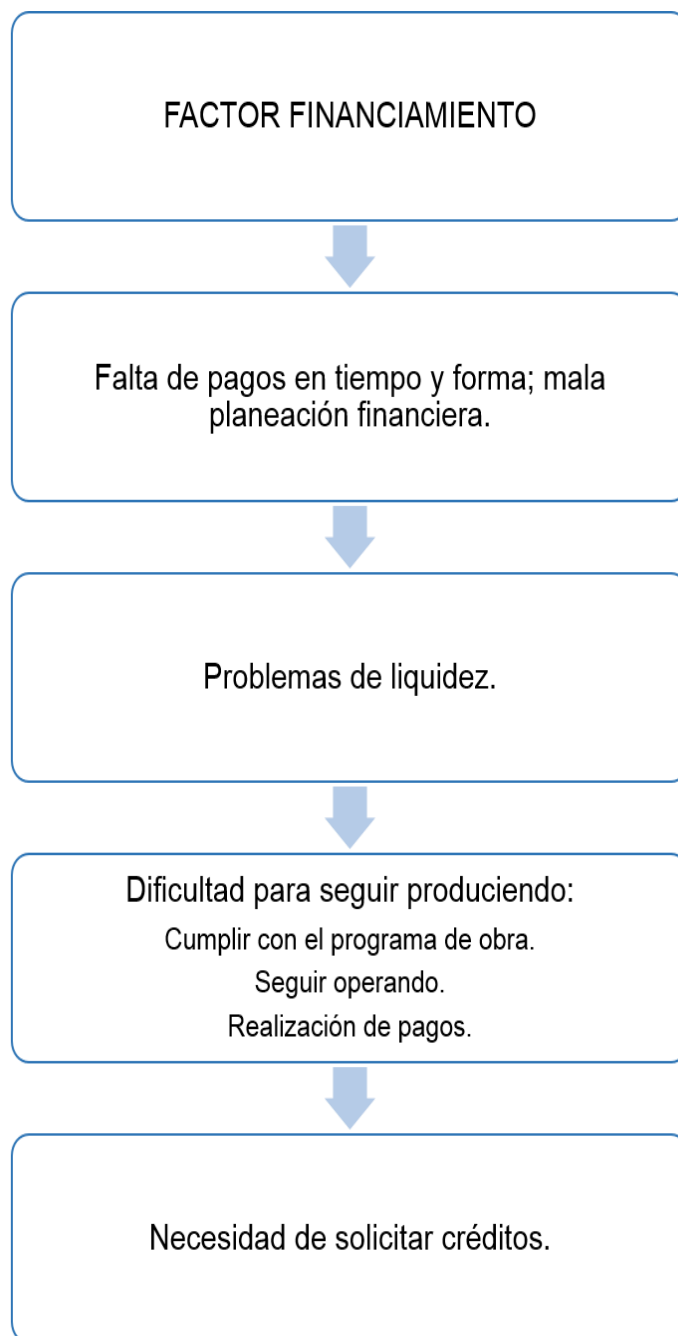 FACTOR FINANCIAMIENTO
Falta de pagos en tiempo y forma; mala
planeación financiera.
Problemas de liquidez.
Dificultad para seguir produciendo:
Cumplir con el programa de obra.
Seguir operando.
Realización de pagos.
Necesidad de solicitar créditos.